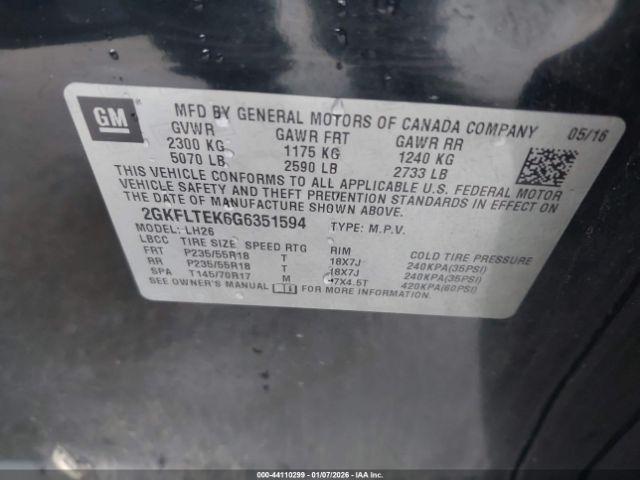 GM
MFD BY GENERAL MOTORS OF CANADA COMPANY 05/16
GVWR GAWR FRT GAWR RR
2300 KG 1175 KG 1240 KG
5070 LB 2590 LB 2733 LB
THIS VEHICLE CONFORMS TO ALL APPLICABLE U.S. FEDERAL MOTOR
VEHICLE SAFETY AND THEFT PREVENTION STANDARDS IN EFFECT ON
THE DATE OF MANUFACTURE SHOWN ABOVE.
2GKFLTEK6G6351594 TYPE: M.P.V.
MODEL: LH26
LBCC TIRE SIZE SPEED RTG RIM COLD TIRE PRESSURE
FRT P235/55R18 T 18X7J 240KPA(35PSI)
RR P235/55R18 T 18X7J 240KPA(35PSI)
SPA T145/70R17 M 17X4.5T 420KPA(60PSI)
SEE OWNER'S MANUAL FOR MORE INFORMATION.
000-44110299 - 01/07/2026 - IAAI.COM